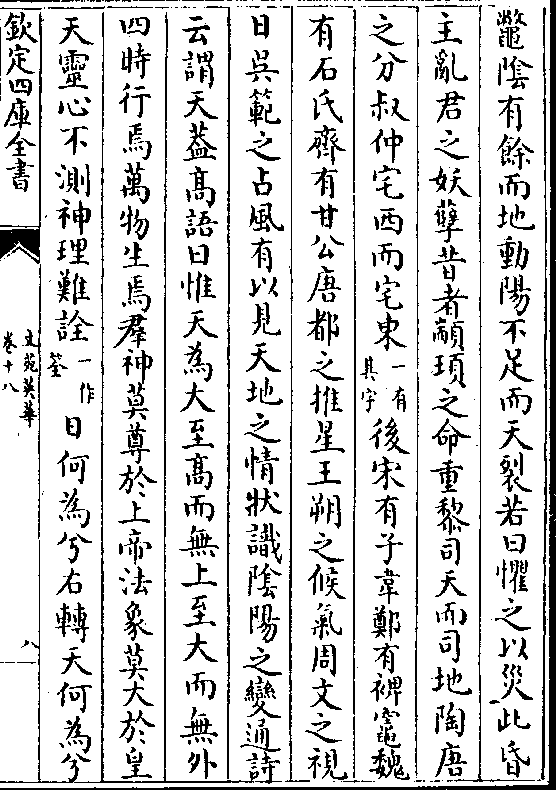 鼈陰有餘而地動陽不足而天裂若曰懼之以災此昏
主亂君之妖孽昔者顓頊之命重黎司天而司地陶唐
之分叔仲宅西而宅東一有其字後宋有子韋鄭有裨竈魏
有石氏齊有甘公唐都之推星王朔之候氣周文之視
日吳範之占風有以見天地之情狀識陰陽之變通詩
云謂天葢髙語曰惟天為大至髙而無上至大而無外
四時行焉萬物生焉羣神莫尊於上帝法象莫大於皇
天靈心不測神理難詮一作筌日何為兮右轉天何為兮
欽定四庫全書
文苑英華
卷十八
八